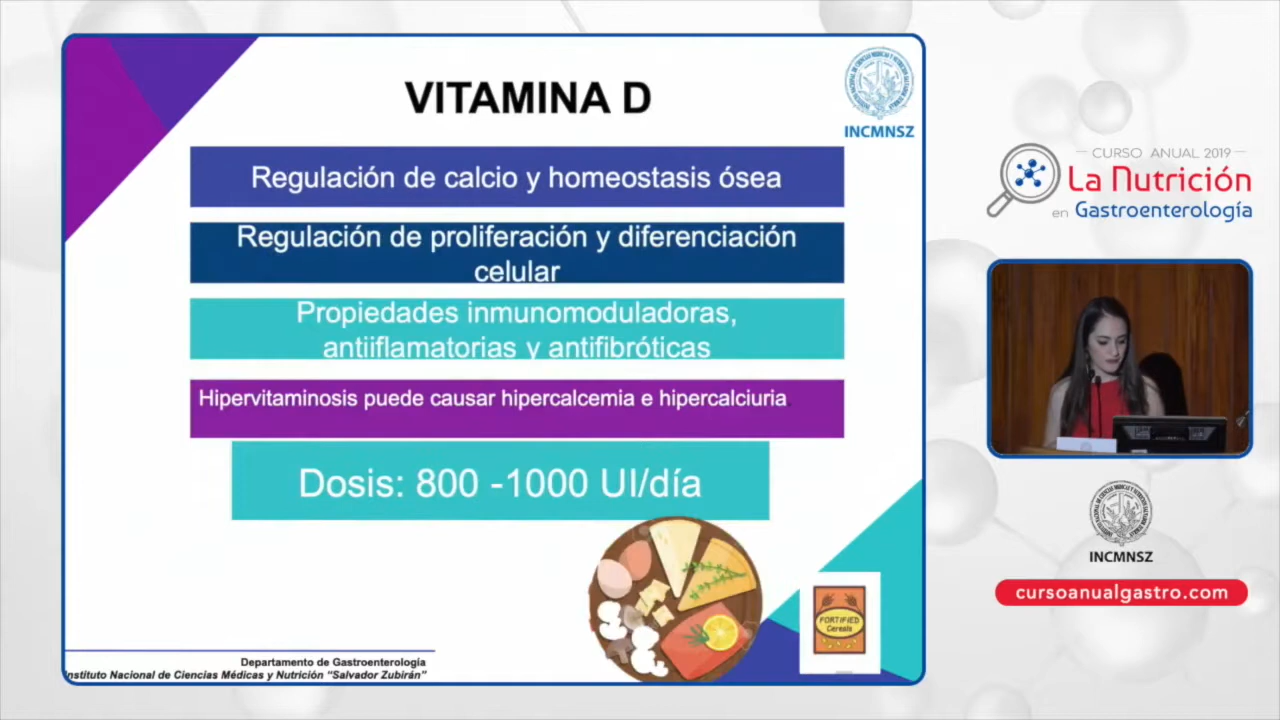 VITAMINA D
INCMNSZ
Regulación de calcio y homeostasis ósea
Regulación de proliferación y diferenciación
celular
Propiedades inmunomoduladoras,
antiiflamatorias y antifibróticas
Hipervitaminosis puede causar hipercalcemia e hipercalciuria.
Dosis: 800 -1000 UI/día
FORTIFIED
Cereals
Departamento de Gastroenterología
Instituto Nacional de Ciencias Médicas y Nutrición “Salvador Zubirán”
CURSO ANUAL 2019
La Nutrición
en Gastroenterología
INCMNSZ
cursoanualgastro.com